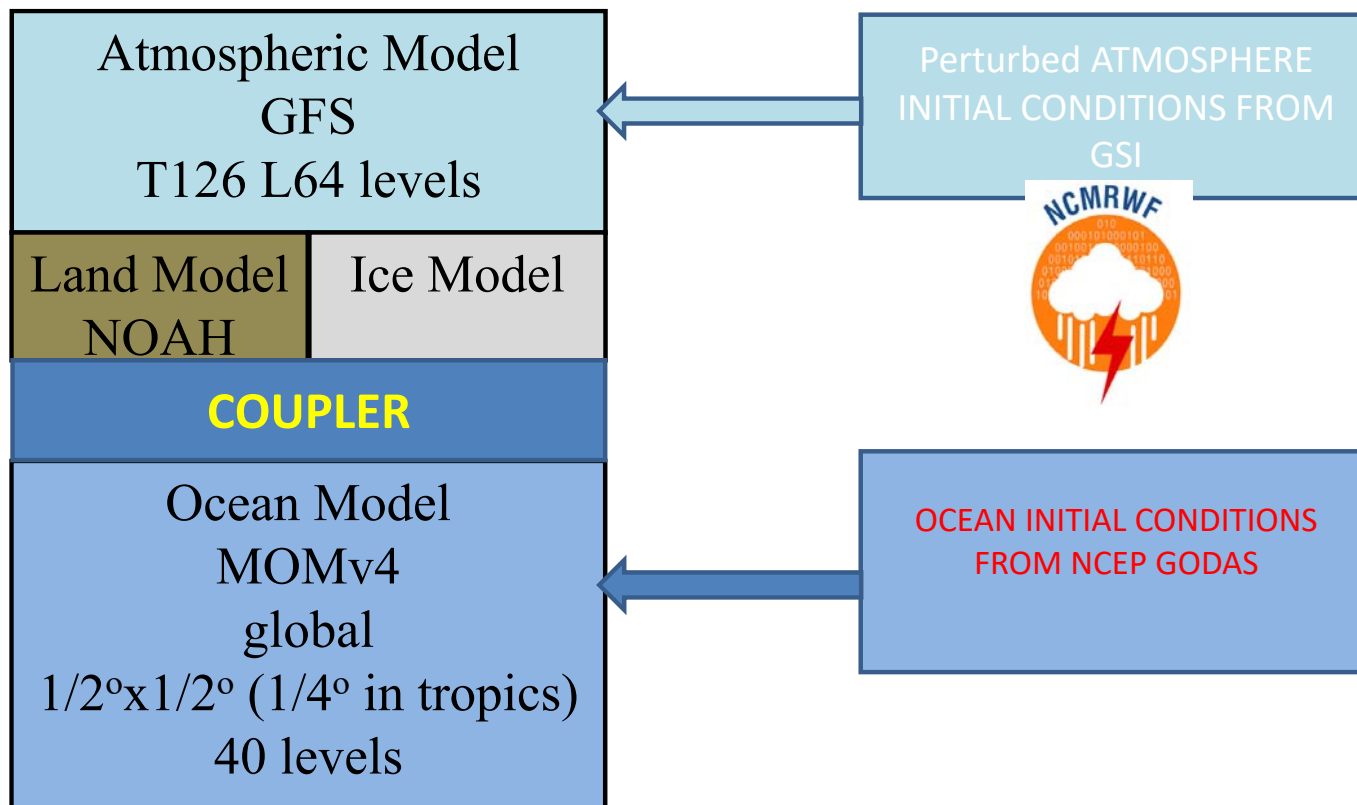 Atmospheric Model
GFS
T126 L64 levels
Perturbed ATMOSPHERE
INITIAL CONDITIONS FROM
GSI
NCMRWF
Land Model
NOAH
Ice Model
COUPLER
Ocean Model
MOMv4
global
1/2ºx1/2º (1/4º in tropics)
40 levels
OCEAN INITIAL CONDITIONS
FROM NCEP GODAS